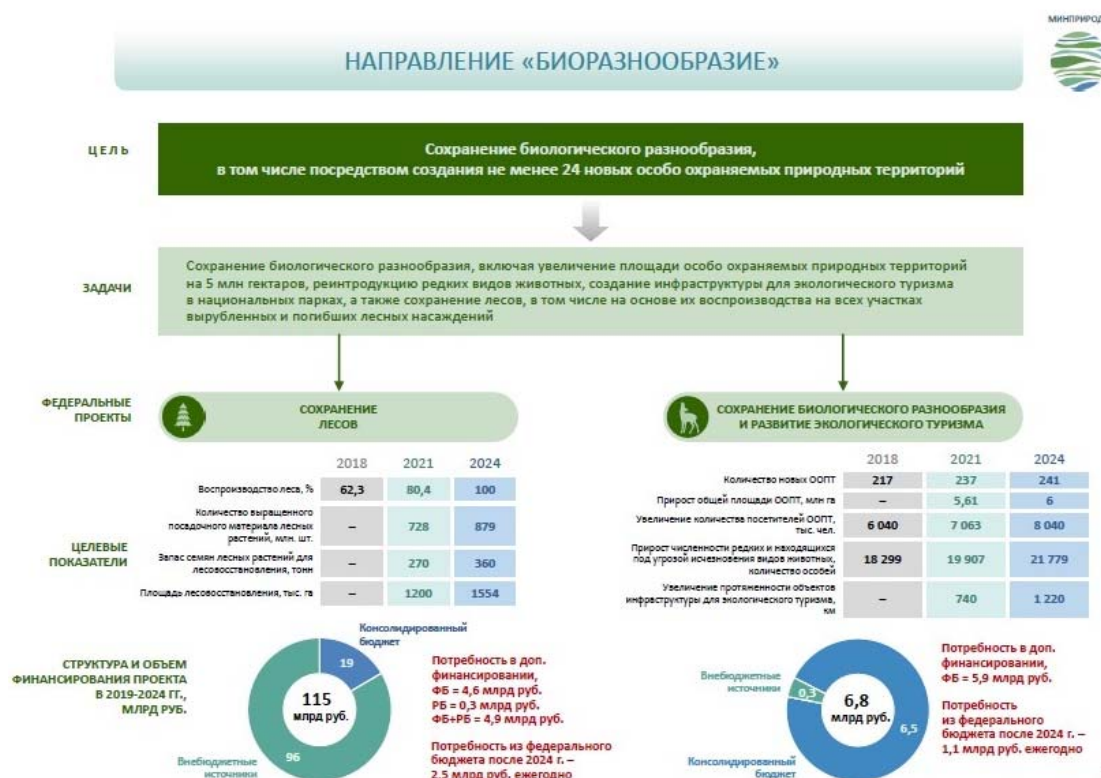 МИНПРИРОД
НАПРАВЛЕНИЕ «БИОРАЗНООБРАЗИЕ»
ЦЕЛЬ
Сохранение биологического разнообразия,
в том числе посредством создания не менее 24 новых особо охраняемых природных территорий
ЗАДАЧИ
Сохранение биологического разнообразия, включая увеличение площади особо охраняемых природных территорий
на 5 млн гектаров, реинтродукцию редких видов животных, создание инфраструктуры для экологического туризма
в национальных парках, а также сохранение лесов, в том числе на основе их воспроизводства на всех участках
вырубленных и погибших лесных насаждений
ФЕДЕРАЛЬНЫЕ
ПРОЕКТЫ
СОХРАНЕНИЕ
ЛЕСОВ
СОХРАНЕНИЕ БИОЛОГИЧЕСКОГО РАЗНООБРАЗИЯ
И РАЗВИТИЕ ЭКОЛОГИЧЕСКОГО ТУРИЗМА
ЦЕЛЕВЫЕ
ПОКАЗАТЕЛИ
2018 2021 2024
Воспроизводство леса, % 62,3 80,4 100
Количество выращенного
посадочного материала лесных
растений, млн. шт.
– 728 879
Запас семян лесных растений для
лесовосстановления, тонн
– 270 360
Площадь лесовосстановления, тыс. га – 1200 1554
2018 2021 2024
Количество новых ООПТ 217 237 241
Прирост общей площади ООПТ, млн га – 5,61 6
Увеличение количества посетителей ООПТ,
тыс. чел.
6 040 7 063 8 040
Прирост численности редких и находящихся
под угрозой исчезновения видов животных,
количество особей
18 299 19 907 21 779
Увеличение протяженности объектов
инфраструктуры для экологического туризма,
км
– 740 1 220
СТРУКТУРА И ОБЪЕМ
ФИНАНСИРОВАНИЯ ПРОЕКТА
В 2019-2024 ГГ.,
МЛРД РУБ.
Консолидированный
бюджет
19
115
млрд руб.
96
Внебюджетные
источники
Потребность в доп.
финансировании,
ФБ = 4,6 млрд руб.
РБ = 0,3 млрд руб.
ФБ+РБ = 4,9 млрд руб.
Потребность из федерального
бюджета после 2024 г. –
2,5 млрд руб. ежегодно
Внебюджетные
источники
0,3
6,8
млрд руб.
6,5
Консолидированный
бюджет
Потребность в доп.
финансировании,
ФБ = 5,9 млрд руб.
Потребность
из федерального
бюджета после 2024 г. –
1,1 млрд руб. ежегодно